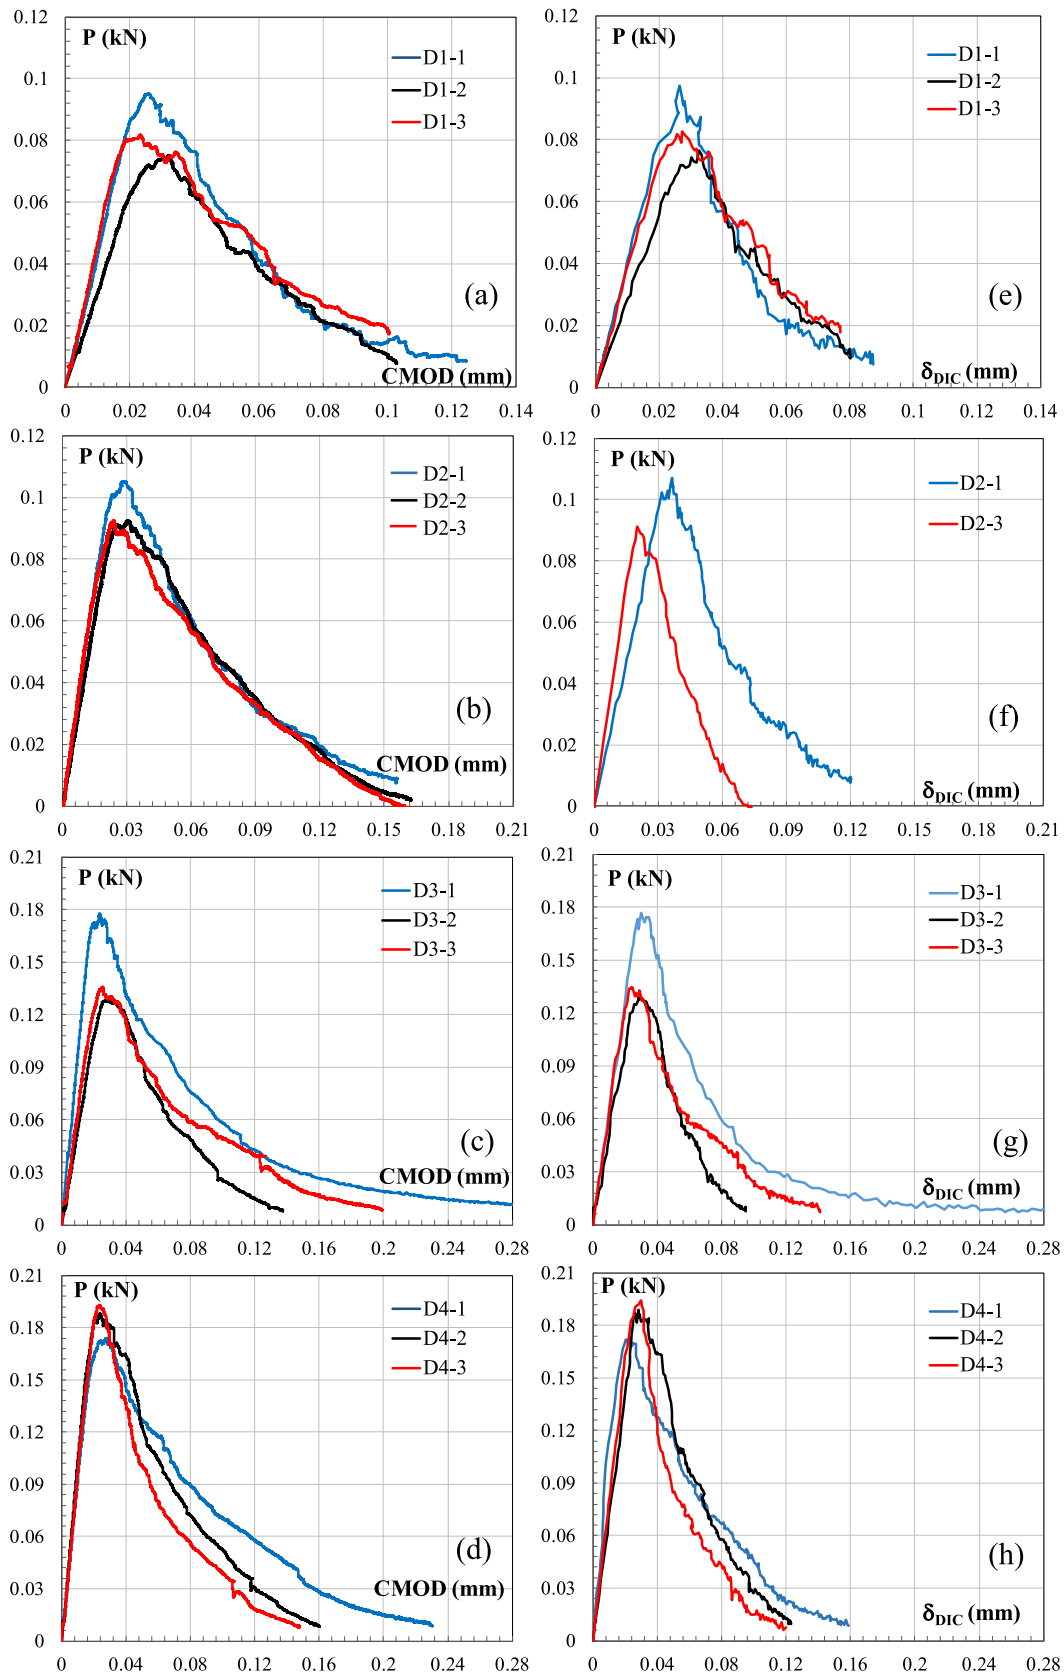 0.12
P (kN)
D1-1
0.1
D1-2
D1-3
0.08
0.06
0.04
(a)
0.02
0
CMOD (mm)
0 0.02 0.04 0.06 0.08 0.1 0.12 0.14
0.12
P (kN)
D1-1
0.1
D1-2
D1-3
0.08
0.06
0.04
(e)
0.02
0
δDIC (mm)
0 0.02 0.04 0.06 0.08 0.1 0.12 0.14
0.12
P (kN)
D2-1
0.1
D2-2
D2-3
0.08
0.06
0.04
(b)
0.02
CMOD (mm)
0
0 0.03 0.06 0.09 0.12 0.15 0.18 0.21
0.12
P (kN)
D2-1
0.1
D2-3
0.08
0.06
0.04
(f)
0.02
0
δDIC (mm)
0 0.03 0.06 0.09 0.12 0.15 0.18 0.21
0.21
P (kN)
D3-1
0.18
D3-2
D3-3
0.15
0.12
0.09
0.06
(c)
0.03
CMOD (mm)
0
0 0.04 0.08 0.12 0.16 0.2 0.24 0.28
0.21
P (kN)
D3-1
0.18
D3-2
D3-3
0.15
0.12
0.09
0.06
(g)
0.03
δDIC (mm)
0
0 0.04 0.08 0.12 0.16 0.2 0.24 0.28
0.21
P (kN)
D4-1
0.18
D4-2
D4-3
0.15
0.12
0.09
0.06
(d)
0.03
CMOD (mm)
0
0 0.04 0.08 0.12 0.16 0.2 0.24 0.28
0.21
P (kN)
D4-1
0.18
D4-2
D4-3
0.15
0.12
0.09
0.06
(h)
0.03
δDIC (mm)
0
0 0.04 0.08 0.12 0.16 0.2 0.24 0.28